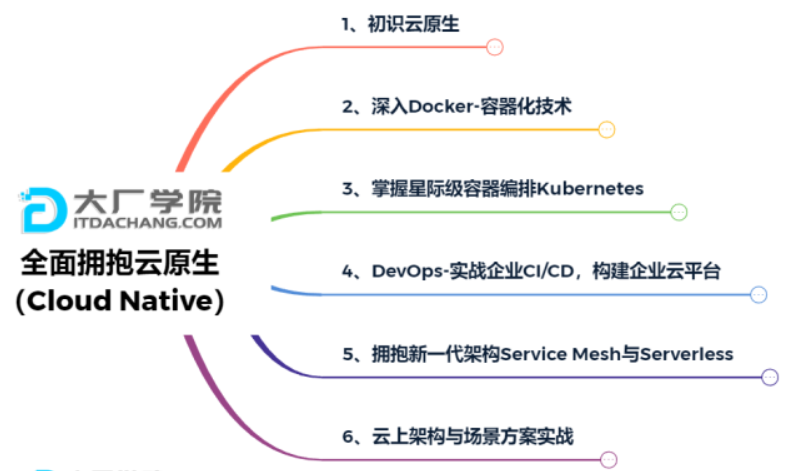 1、初识云原生
2、深入Docker-容器化技术
3、掌握星际级容器编排Kubernetes
大厂学院
ITDACHANG.COM
全面拥抱云原生
（Cloud Native）
4、DevOps-实战企业CI/CD，构建企业云平台
5、拥抱新一代架构Service Mesh与Serverless
6、云上架构与场景方案实战